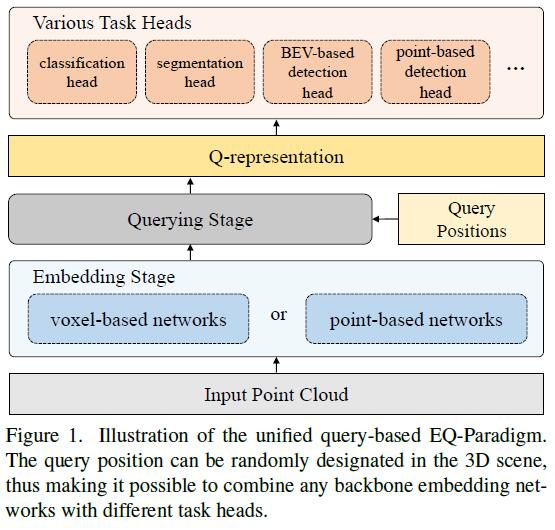 Various Task Heads
classification
head
segmentation
head
BEV-based
detection
head
point-based
detection
head
...
Q-representation
Querying Stage
Query
Positions
Embedding Stage
voxel-based networks
or
point-based networks
Input Point Cloud
Figure 1. Illustration of the unified query-based EQ-Paradigm.
The query position can be randomly designated in the 3D scene,
thus making it possible to combine any backbone embedding net-
works with different task heads.